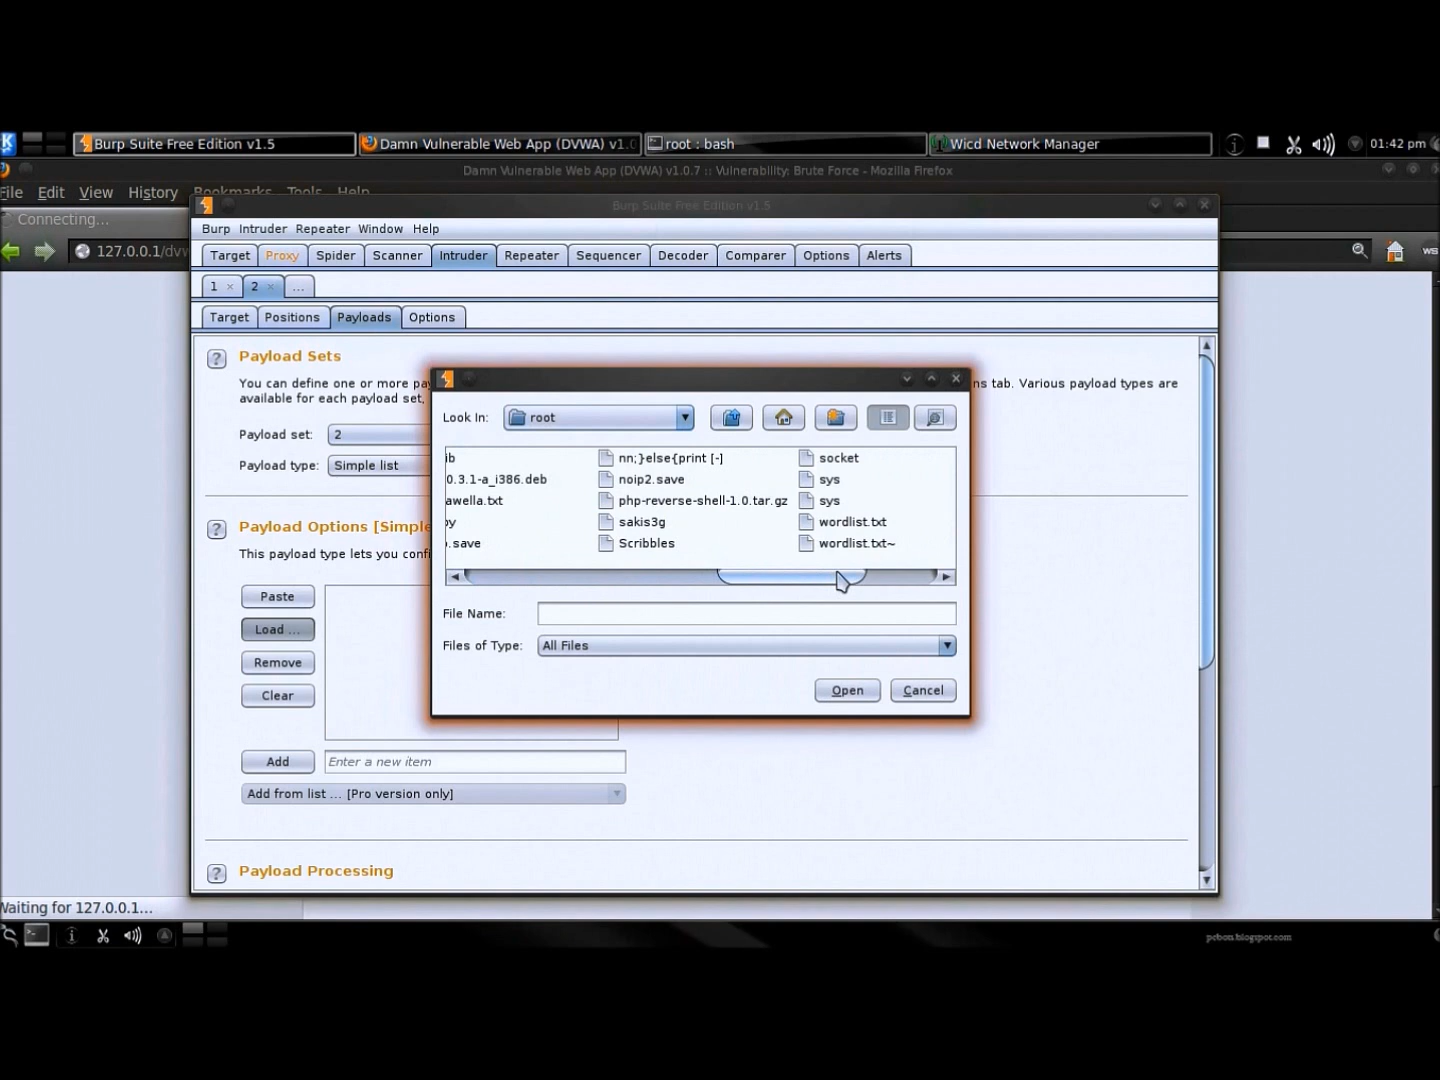 Burp Suite Free Edition v1.5
Damn Vulnerable Web App (DVWA) v1.0
root : bash
Wicd Network Manager
01:42 pm
Damn Vulnerable Web App (DVWA) v1.0.7 :: Vulnerability: Brute Force - Mozilla Firefox
File Edit View History Bookmarks Tools Help
Burp Suite Free Edition v1.5
Connecting...
Burp Intruder Repeater Window Help
127.0.0.1/dvw
Target Proxy Spider Scanner Intruder Repeater Sequencer Decoder Comparer Options Alerts
1 × 2 × ...
Target Positions Payloads Options
? Payload Sets
You can define one or more pay
ns tab. Various payload types are
available for each payload set,
Payload set: 2
Payload type: Simple list
Look In: root
ib
nn;}else{print [-]
socket
0.3.1-a_i386.deb
noip2.save
sys
awella.txt
php-reverse-shell-1.0.tar.gz
sys
py
sakis3g
wordlist.txt
.save
Scribbles
wordlist.txt~
File Name:
Files of Type: All Files
Open Cancel
? Payload Options [Simple
This payload type lets you confi
Paste
Load ...
Remove
Clear
Add Enter a new item
Add from list ... [Pro version only]
? Payload Processing
Waiting for 127.0.0.1...
pcbots.blogspot.com